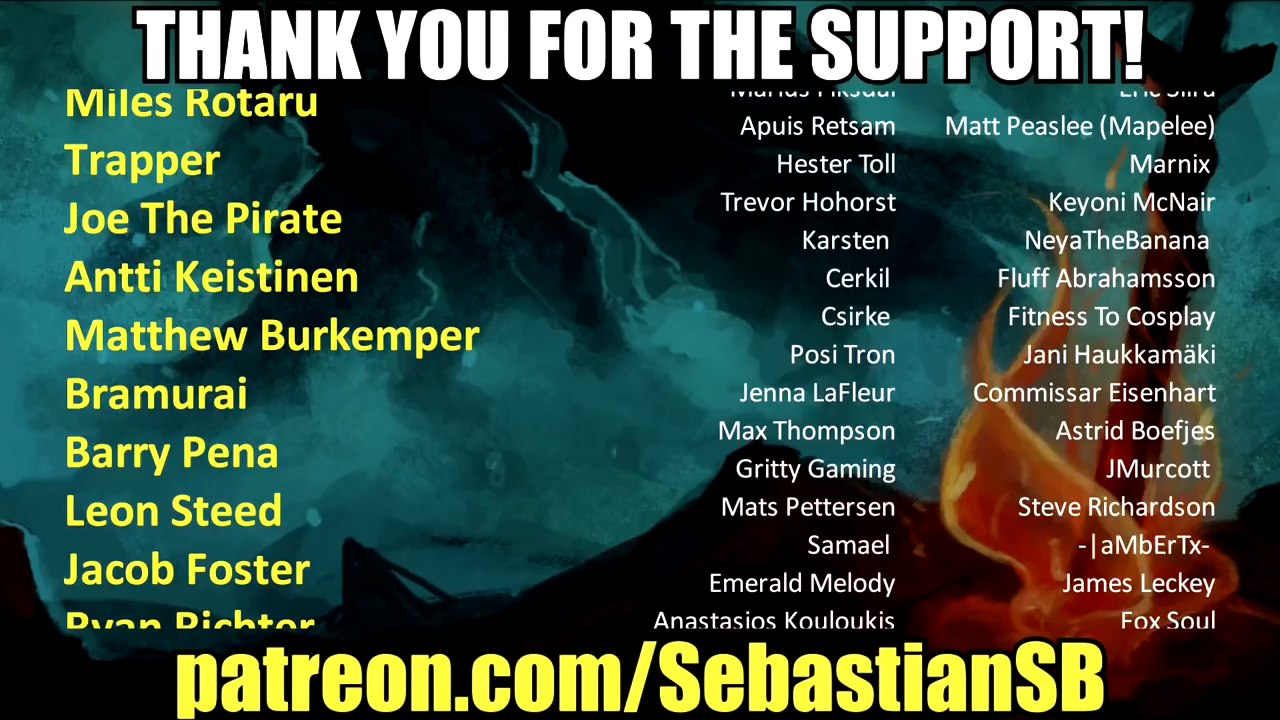 THANK YOU FOR THE SUPPORT!
Miles Rotaru
Trapper
Joe The Pirate
Antti Keistinen
Matthew Burkemper
Bramurai
Barry Pena
Leon Steed
Jacob Foster
Ryan Richter
Apuis Retsam
Hester Toll
Trevor Hohorst
Karsten
Cerkil
Csirke
Posi Tron
Jenna LaFleur
Max Thompson
Gritty Gaming
Mats Pettersen
Samael
Emerald Melody
Anastasios Kouloukis
Matt Peaslee (Mapelee)
Marnix
Keyoni McNair
NeyaTheBanana
Fluff Abrahamsson
Fitness To Cosplay
Jani Haukkamäki
Commissar Eisenhart
Astrid Boefjes
JMurcott
Steve Richardson
-|aMbErTx-
James Leckey
Fox Soul
patreon.com/SebastianSB